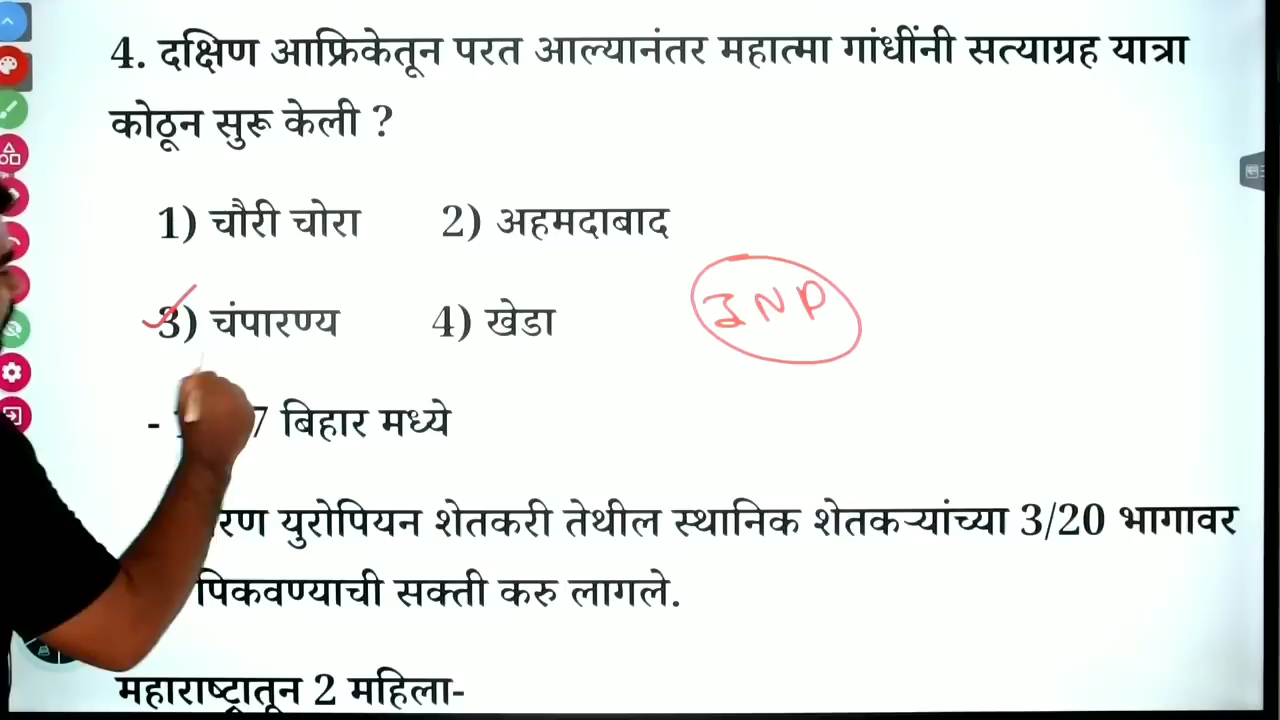 4. दक्षिण आफ्रिकेतून परत आल्यानंतर महात्मा गांधींनी सत्याग्रह यात्रा
कोठून सुरू केली ?
1) चौरी चोरा 2) अहमदाबाद
3) चंपारण्य 4) खेडा
IMP
- 7 बिहार मध्ये
युरोपियन शेतकरी तेथील स्थानिक शेतकऱ्यांच्या 3/20 भागावर
पिकवण्याची सक्ती करु लागले.
महाराष्ट्रातून 2 महिला-